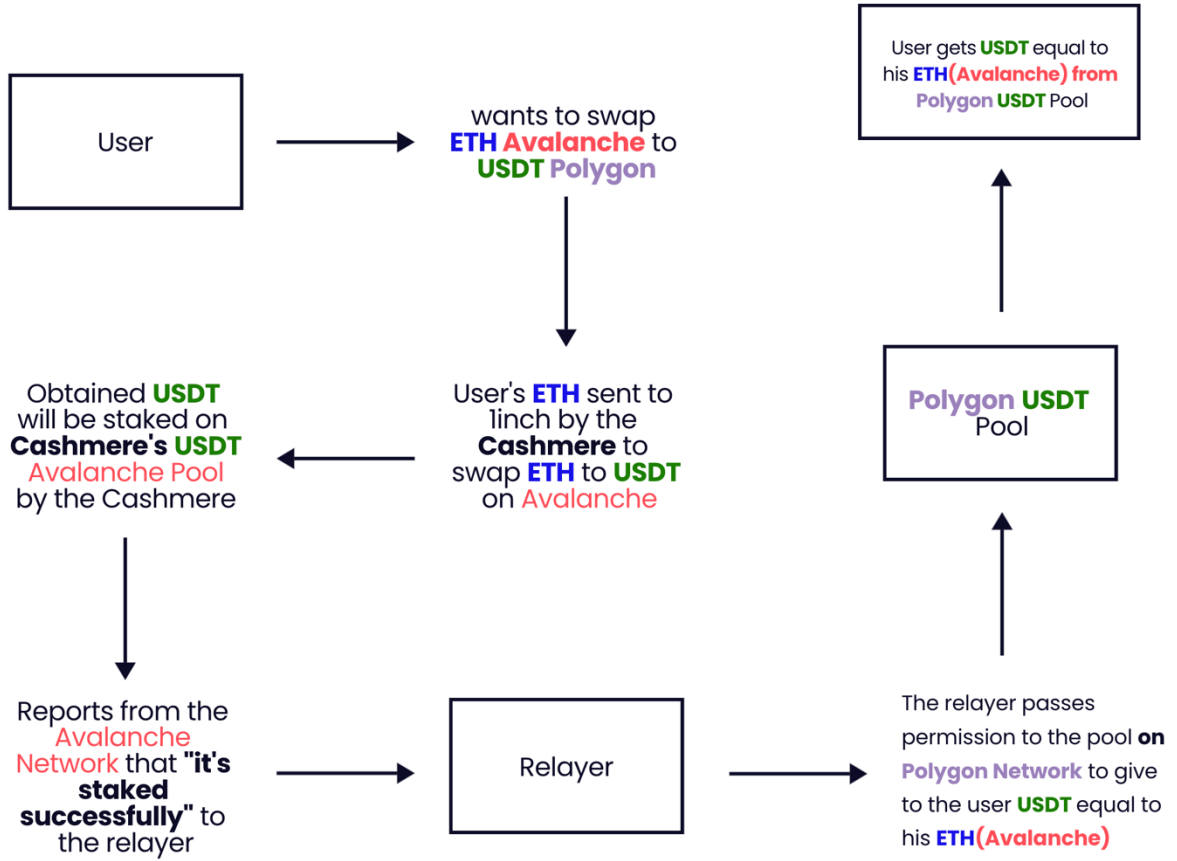 User
wants to swap
ETH Avalanche to
USDT Polygon
User's ETH sent to
1inch by the
Cashmere to
swap ETH to USDT
on Avalanche
Obtained USDT
will be staked on
Cashmere's USDT
Avalanche Pool
by the Cashmere
Reports from the
Avalanche
Network that "it's
staked
successfully" to
the relayer
Relayer
The relayer passes
permission to the pool on
Polygon Network to give
to the user USDT equal to
his ETH(Avalanche)
Polygon USDT
Pool
User gets USDT equal to
his ETH(Avalanche) from
Polygon USDT Pool